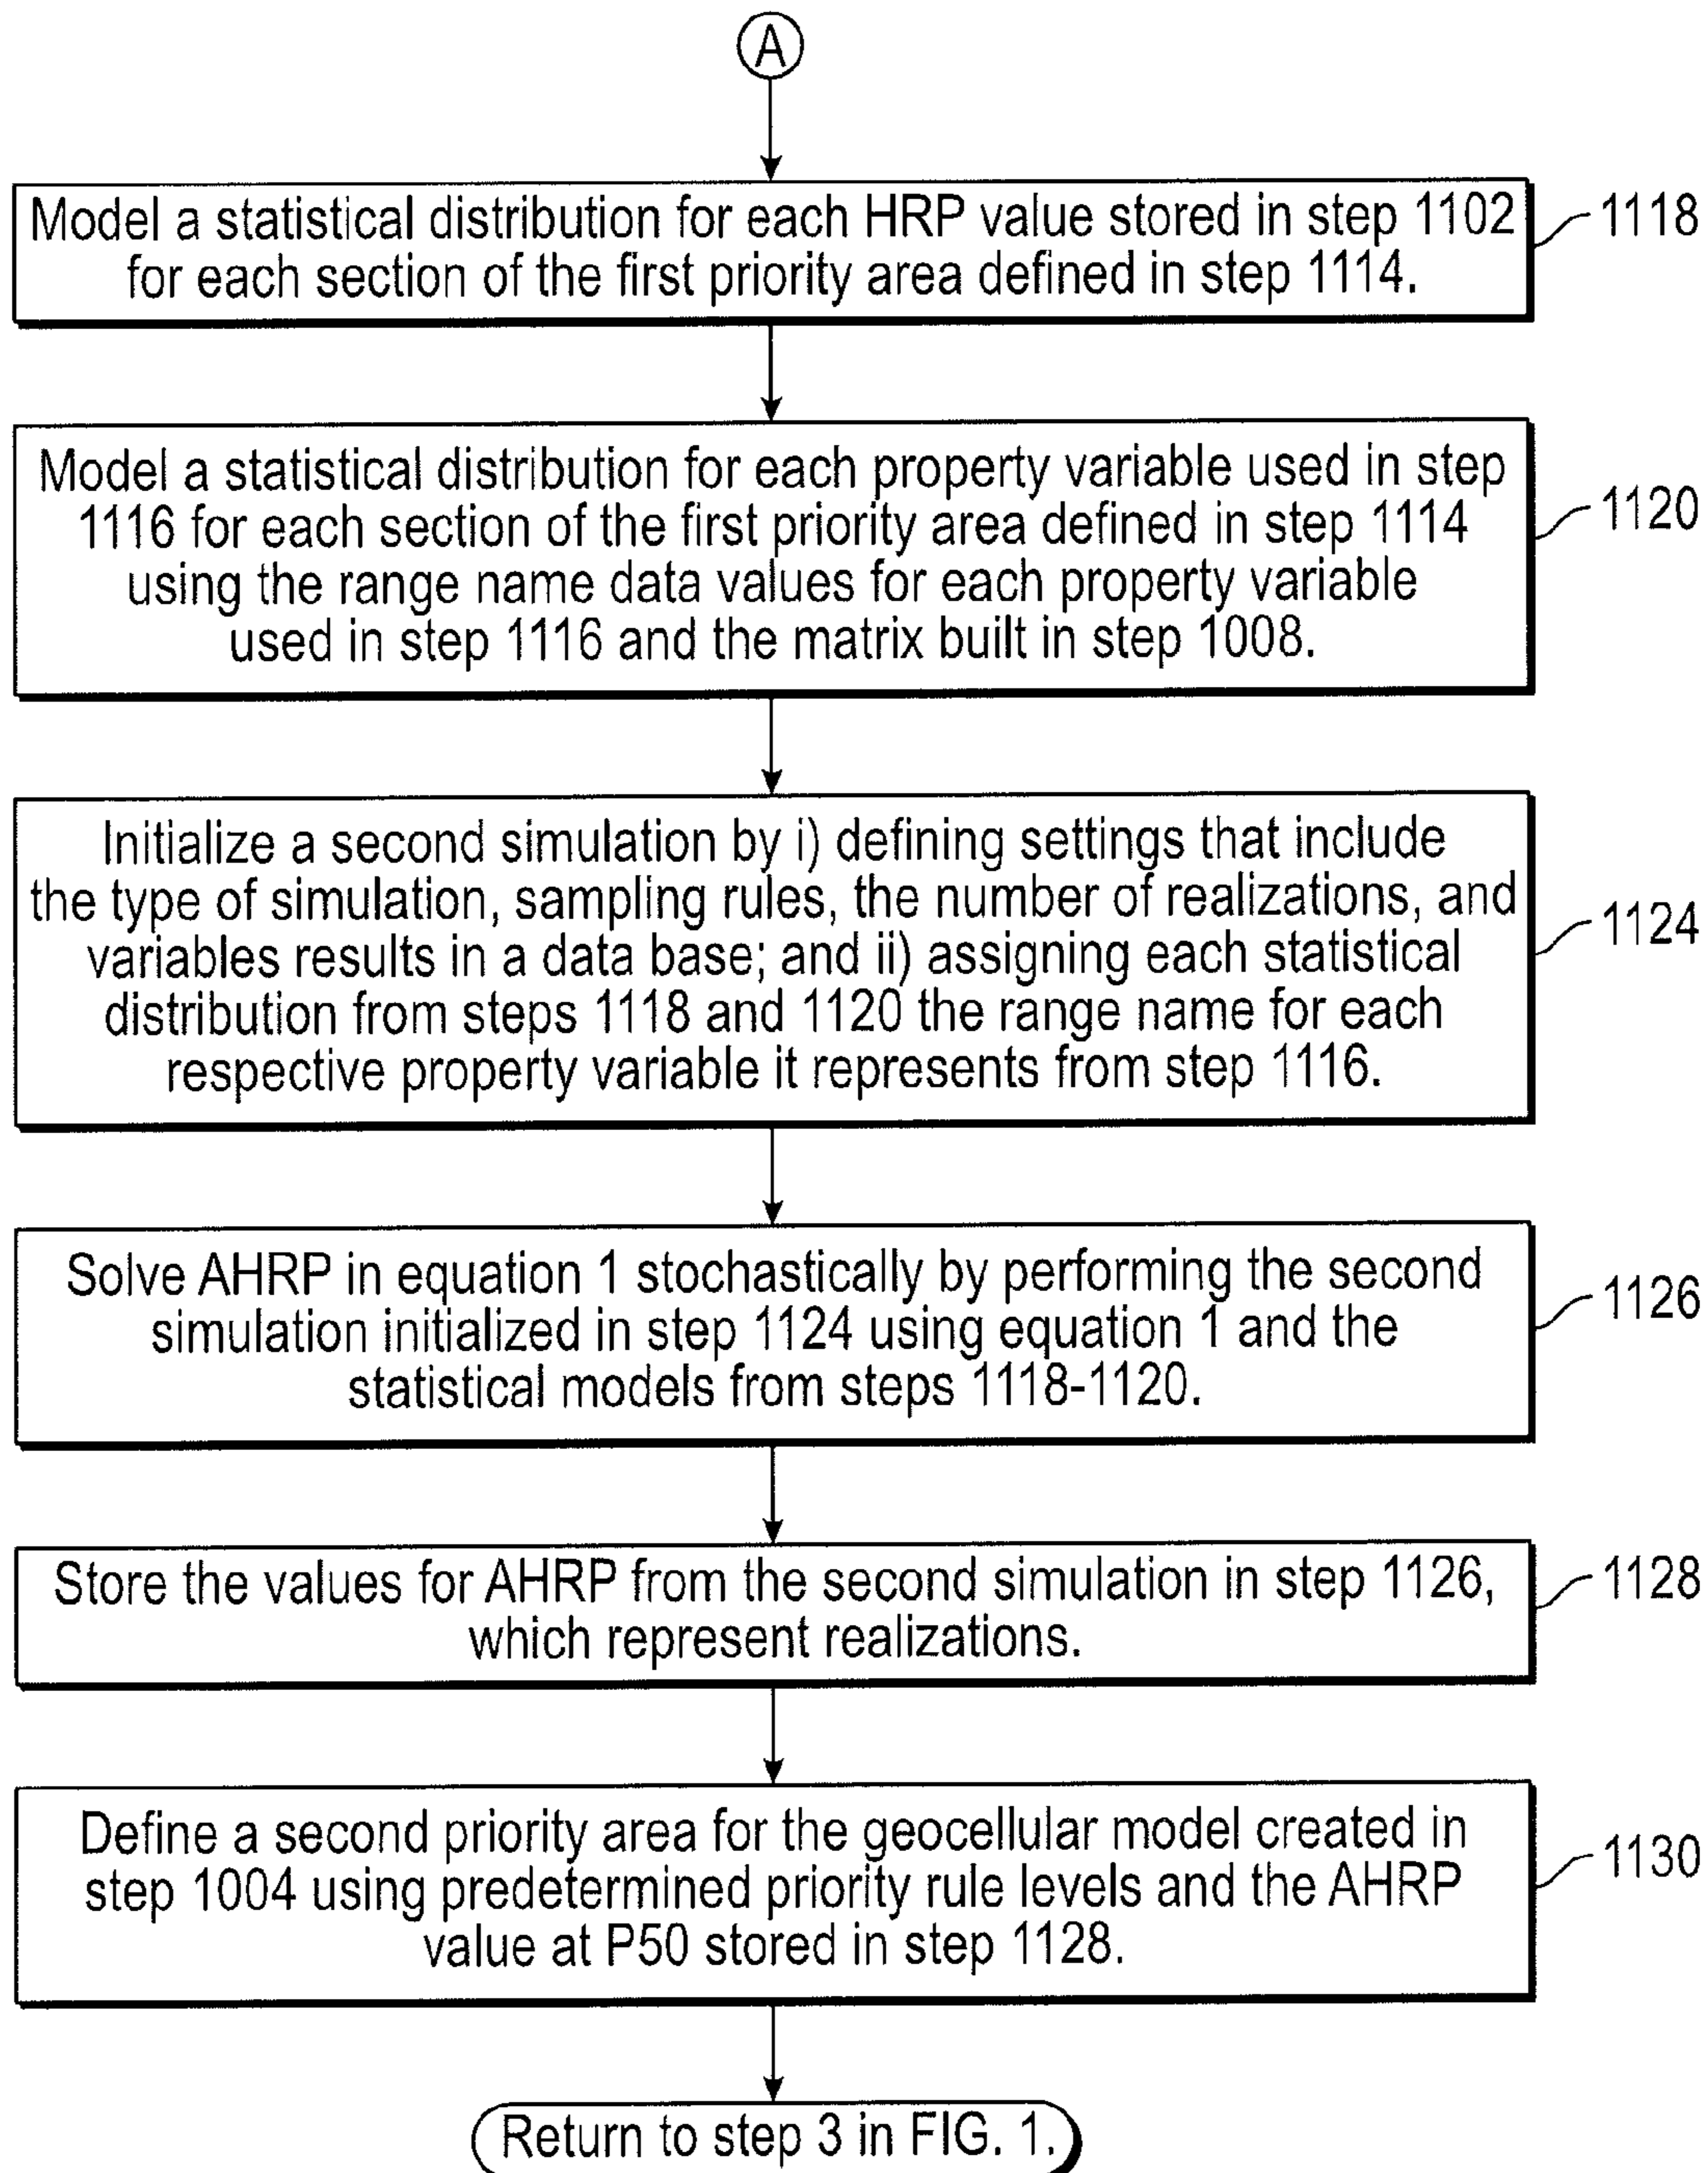 A
Model a statistical distribution for each HRP value stored in step 1102
for each section of the first priority area defined in step 1114.
1118
Model a statistical distribution for each property variable used in step
1116 for each section of the first priority area defined in step 1114
using the range name data values for each property variable
used in step 1116 and the matrix built in step 1008.
1120
Initialize a second simulation by i) defining settings that include
the type of simulation, sampling rules, the number of realizations, and
variables results in a data base; and ii) assigning each statistical
distribution from steps 1118 and 1120 the range name for each
respective property variable it represents from step 1116.
1124
Solve AHRP in equation 1 stochastically by performing the second
simulation initialized in step 1124 using equation 1 and the
statistical models from steps 1118-1120.
1126
Store the values for AHRP from the second simulation in step 1126,
which represent realizations.
1128
Define a second priority area for the geocellular model created in
step 1004 using predetermined priority rule levels and the AHRP
value at P50 stored in step 1128.
1130
Return to step 3 in FIG. 1.